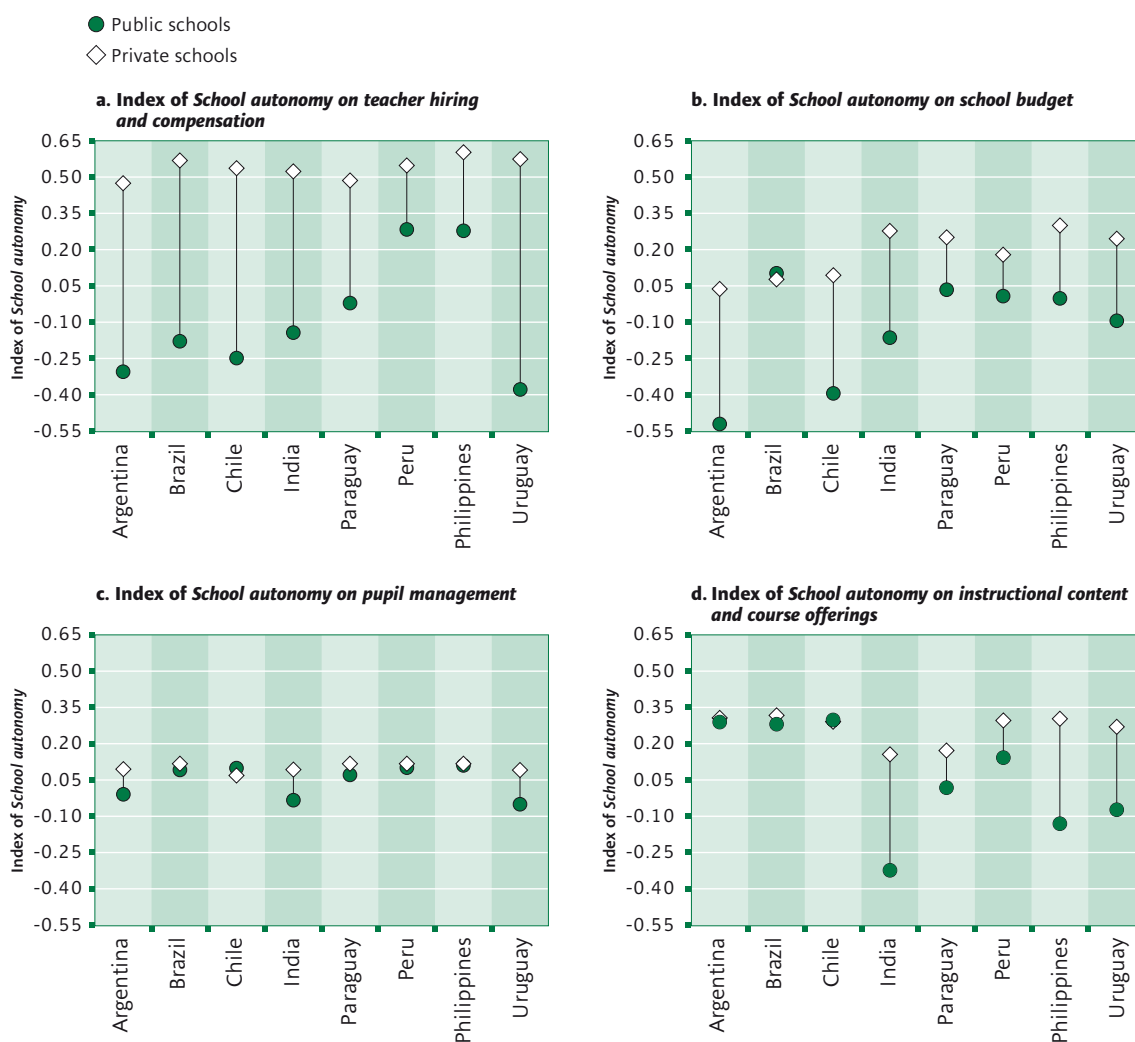 Public schools
Private schools
a. Index of School autonomy on teacher hiring
and compensation
Index of School autonomy
0.65
0.50
0.35
0.20
0.05
-0.10
-0.25
-0.40
-0.55
Argentina
Brazil
Chile
India
Paraguay
Peru
Philippines
Uruguay
b. Index of School autonomy on school budget
Index of School autonomy
0.65
0.50
0.35
0.20
0.05
-0.10
-0.25
-0.40
-0.55
Argentina
Brazil
Chile
India
Paraguay
Peru
Philippines
Uruguay
c. Index of School autonomy on pupil management
Index of School autonomy
0.65
0.50
0.35
0.20
0.05
-0.10
-0.25
-0.40
-0.55
Argentina
Brazil
Chile
India
Paraguay
Peru
Philippines
Uruguay
d. Index of School autonomy on instructional content
and course offerings
Index of School autonomy
0.65
0.50
0.35
0.20
0.05
-0.10
-0.25
-0.40
-0.55
Argentina
Brazil
Chile
India
Paraguay
Peru
Philippines
Uruguay